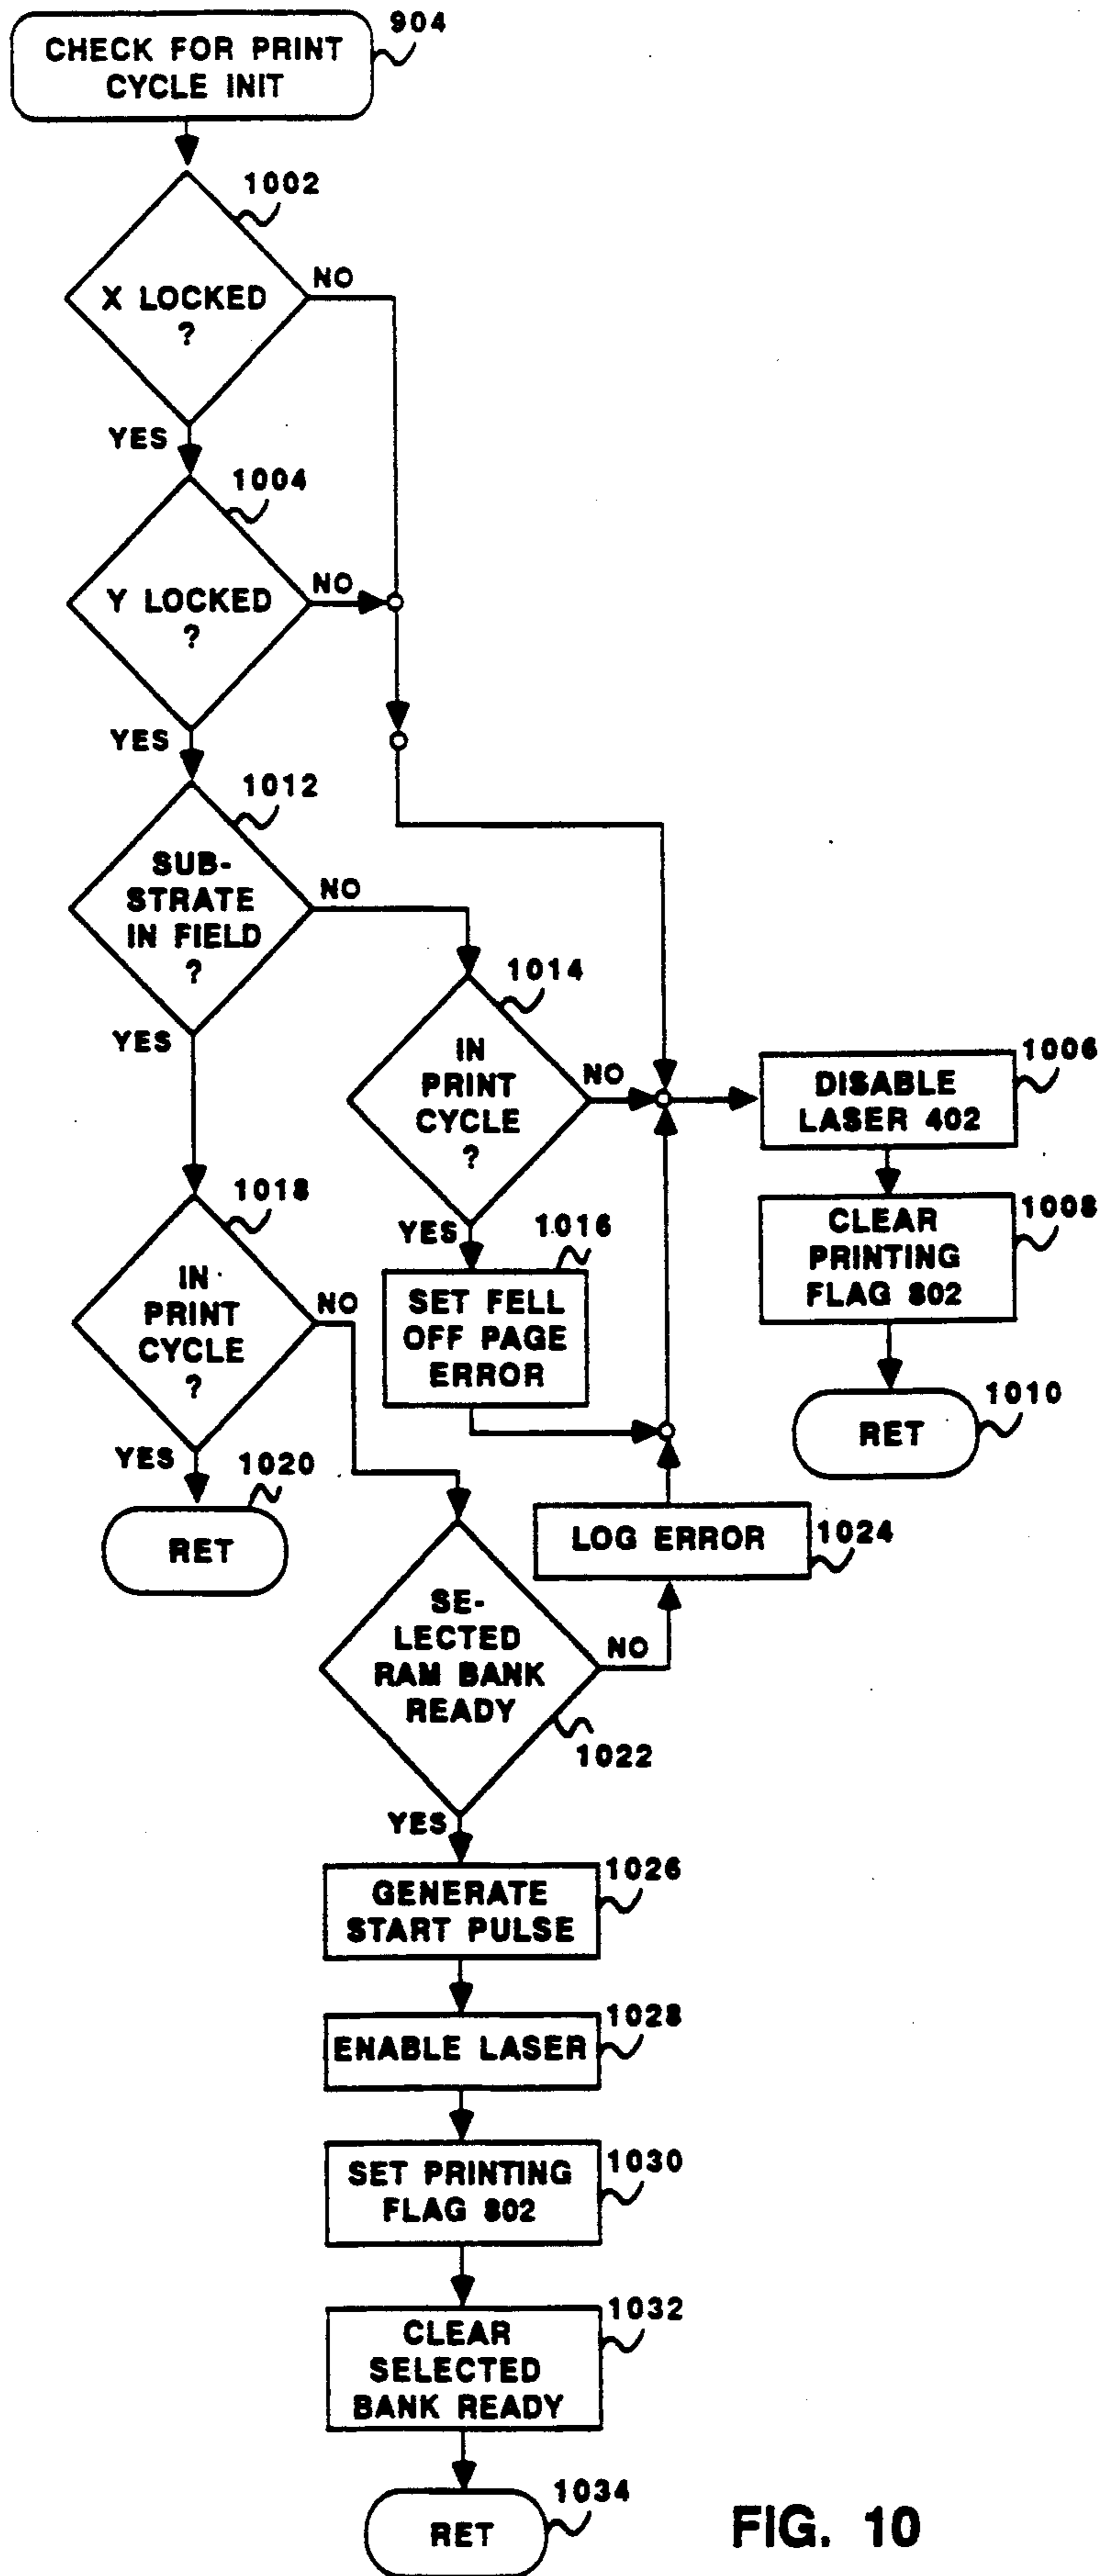 904
CHECK FOR PRINT
CYCLE INIT
1002
X LOCKED
?
NO
YES
1004
Y LOCKED
?
NO
YES
1012
SUB-
STRATE
IN FIELD
?
NO
YES
1014
IN
PRINT
CYCLE
?
NO
YES
1006
DISABLE
LASER 402
1008
CLEAR
PRINTING
FLAG 802
1010
RET
1016
SET FELL
OFF PAGE
ERROR
1018
IN
PRINT
CYCLE
?
NO
YES
1020
RET
LOG ERROR
1024
SE-
LECTED
RAM BANK
READY
NO
1022
YES
1026
GENERATE
START PULSE
1028
ENABLE LASER
1030
SET PRINTING
FLAG 802
1032
CLEAR
SELECTED
BANK READY
1034
RET
FIG. 10